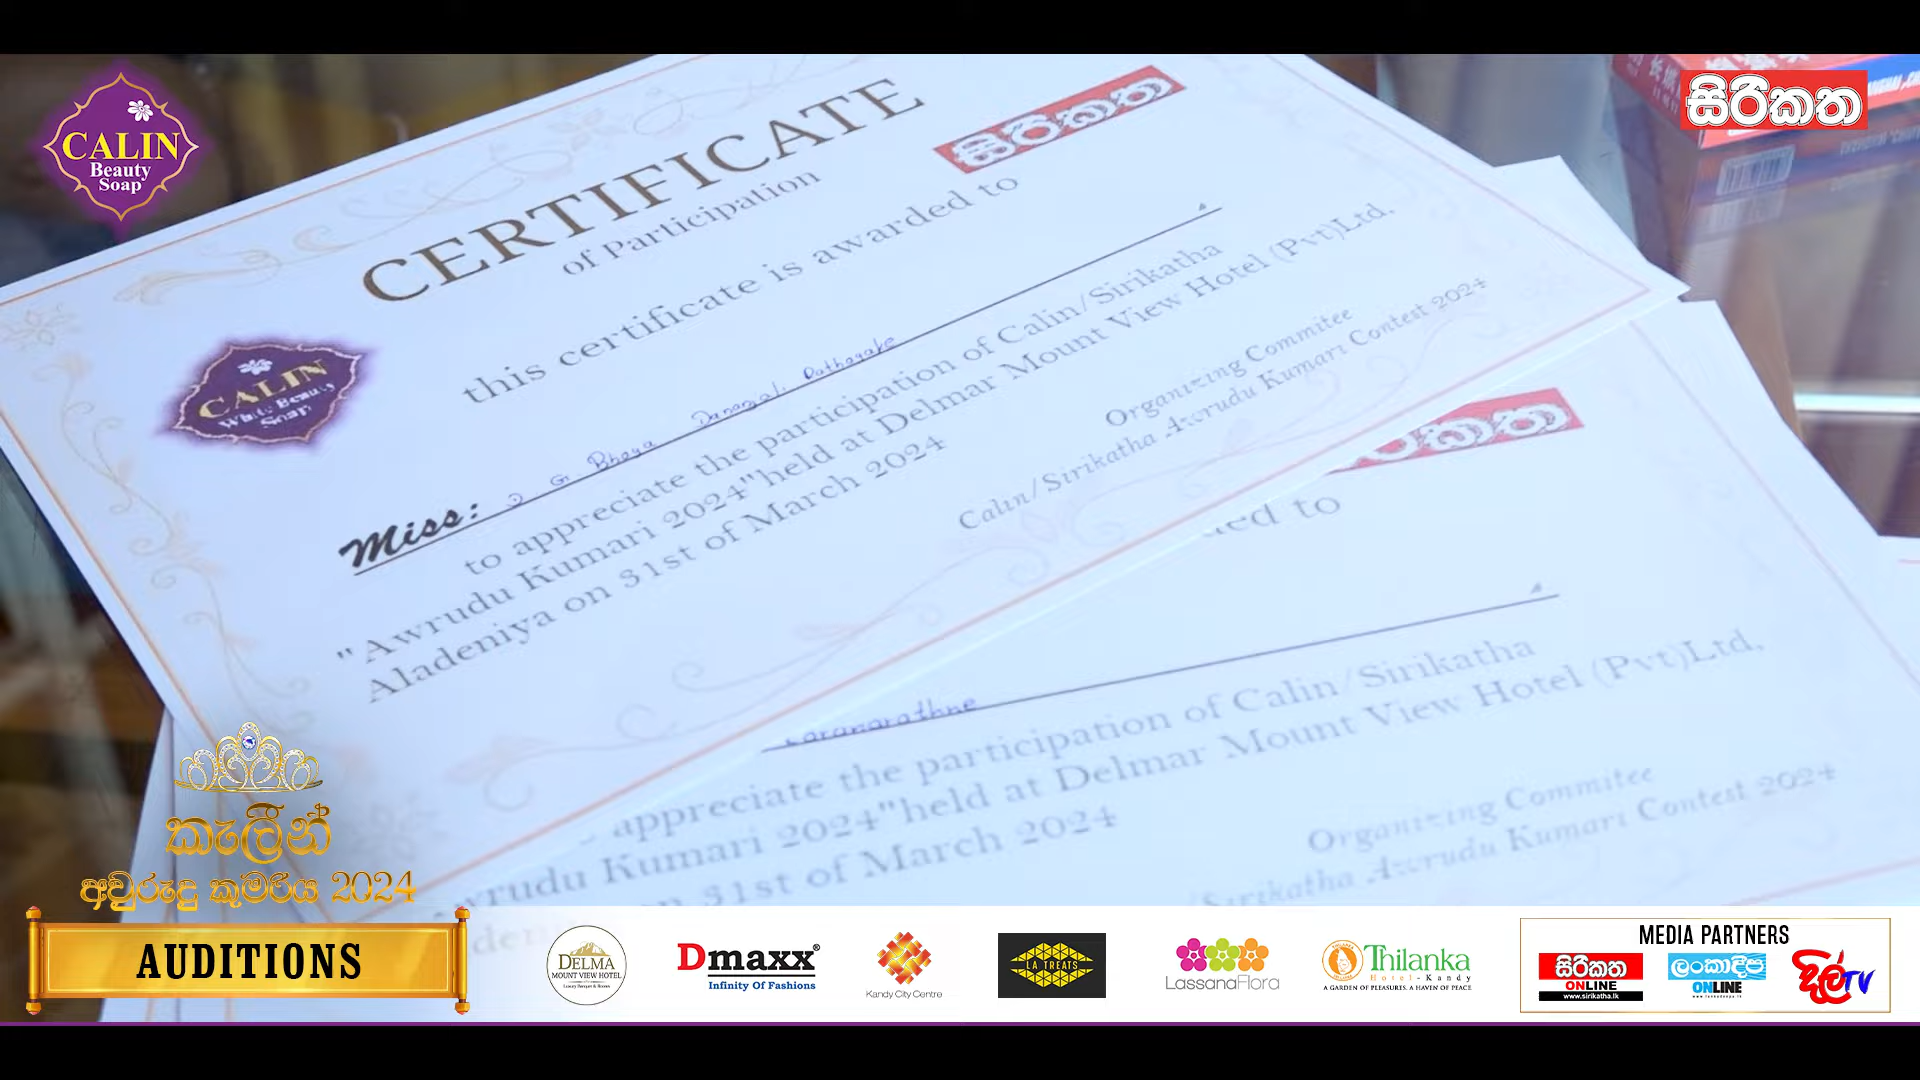 CALIN
Beauty
Soap
සිරිකත
CERTIFICATE
of Participation
සිරිකත
this certificate is awarded to
CALIN
White Beauty
Soap
Miss:
to appreciate the participation of Calin/Sirikatha
"Awrudu Kumari 2024"held at Delmar Mount View Hotel (Pvt)Ltd,
Aladeniya on 31st of March 2024
Organizing Commitee
Calin/Sirikatha Awrudu Kumari Contest 2024
to
appreciate the participation of Calin/Sirikatha
Kumari 2024"held at Delmar Mount View Hotel (Pvt)Ltd,
31st of March 2024
Organizing Commitee
Awrudu Kumari Contest 2024
කැලීන්
අවුරුදු කුමරිය 2024
AUDITIONS
DELMA
MOUNT VIEW HOTEL
Dmaxx®
Infinity Of Fashions
Kandy City Centre
LA TREATS
LassanaFlora
Thilanka
Hotel - Kandy
A GARDEN OF PLEASURES. A HAVEN OF PEACE
MEDIA PARTNERS
සිරිකත
ONLINE
www.sirikatha.lk
ලංකාදීප
ONLINE
දිල් TV